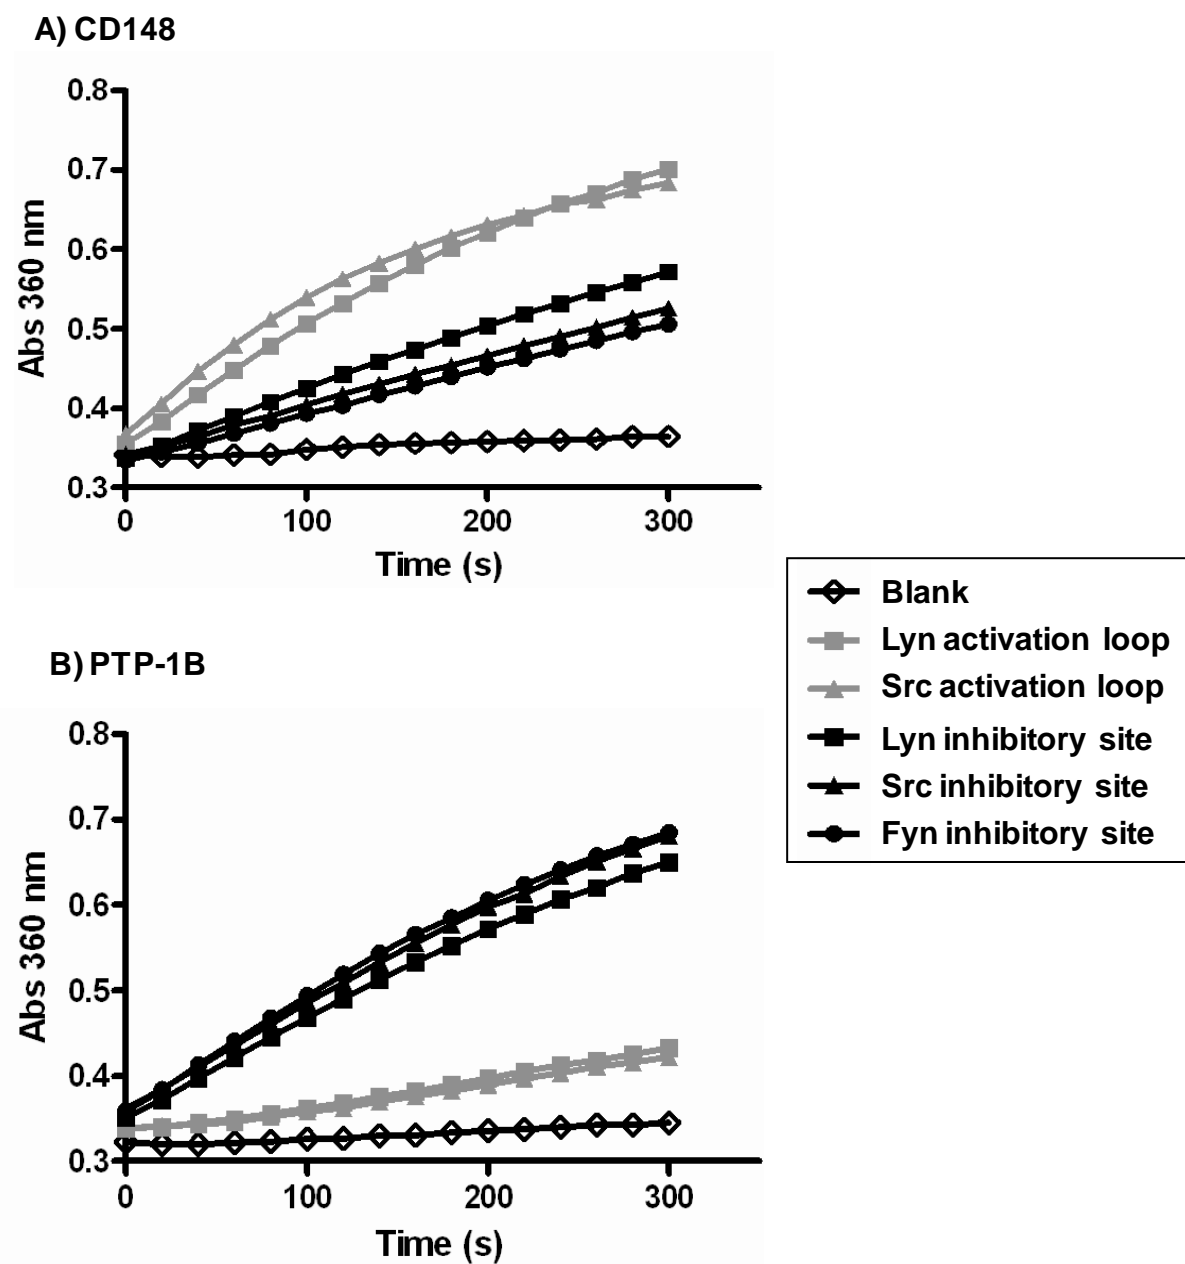 A) CD148
0.8
0.7
0.6
0.5
0.4
0.3
Abs 360 nm
0 100 200 300
Time (s)
Blank
Lyn activation loop
Src activation loop
Lyn inhibitory site
Src inhibitory site
Fyn inhibitory site
B) PTP-1B
0.8
0.7
0.6
0.5
0.4
0.3
Abs 360 nm
0 100 200 300
Time (s)